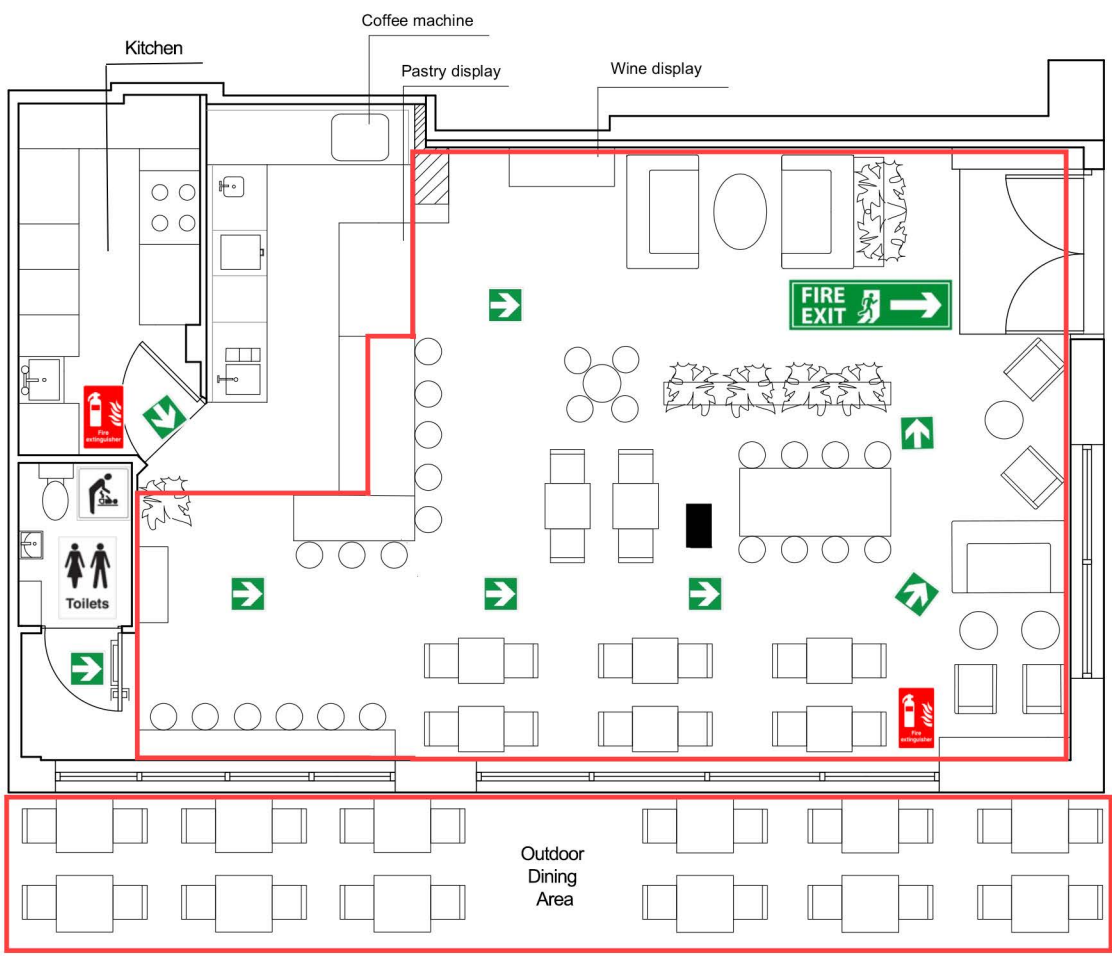 Coffee machine
Kitchen
Pastry display
Wine display
FIRE
EXIT
Fire
extinguisher
Toilets
Fire
extinguisher
Outdoor
Dining
Area